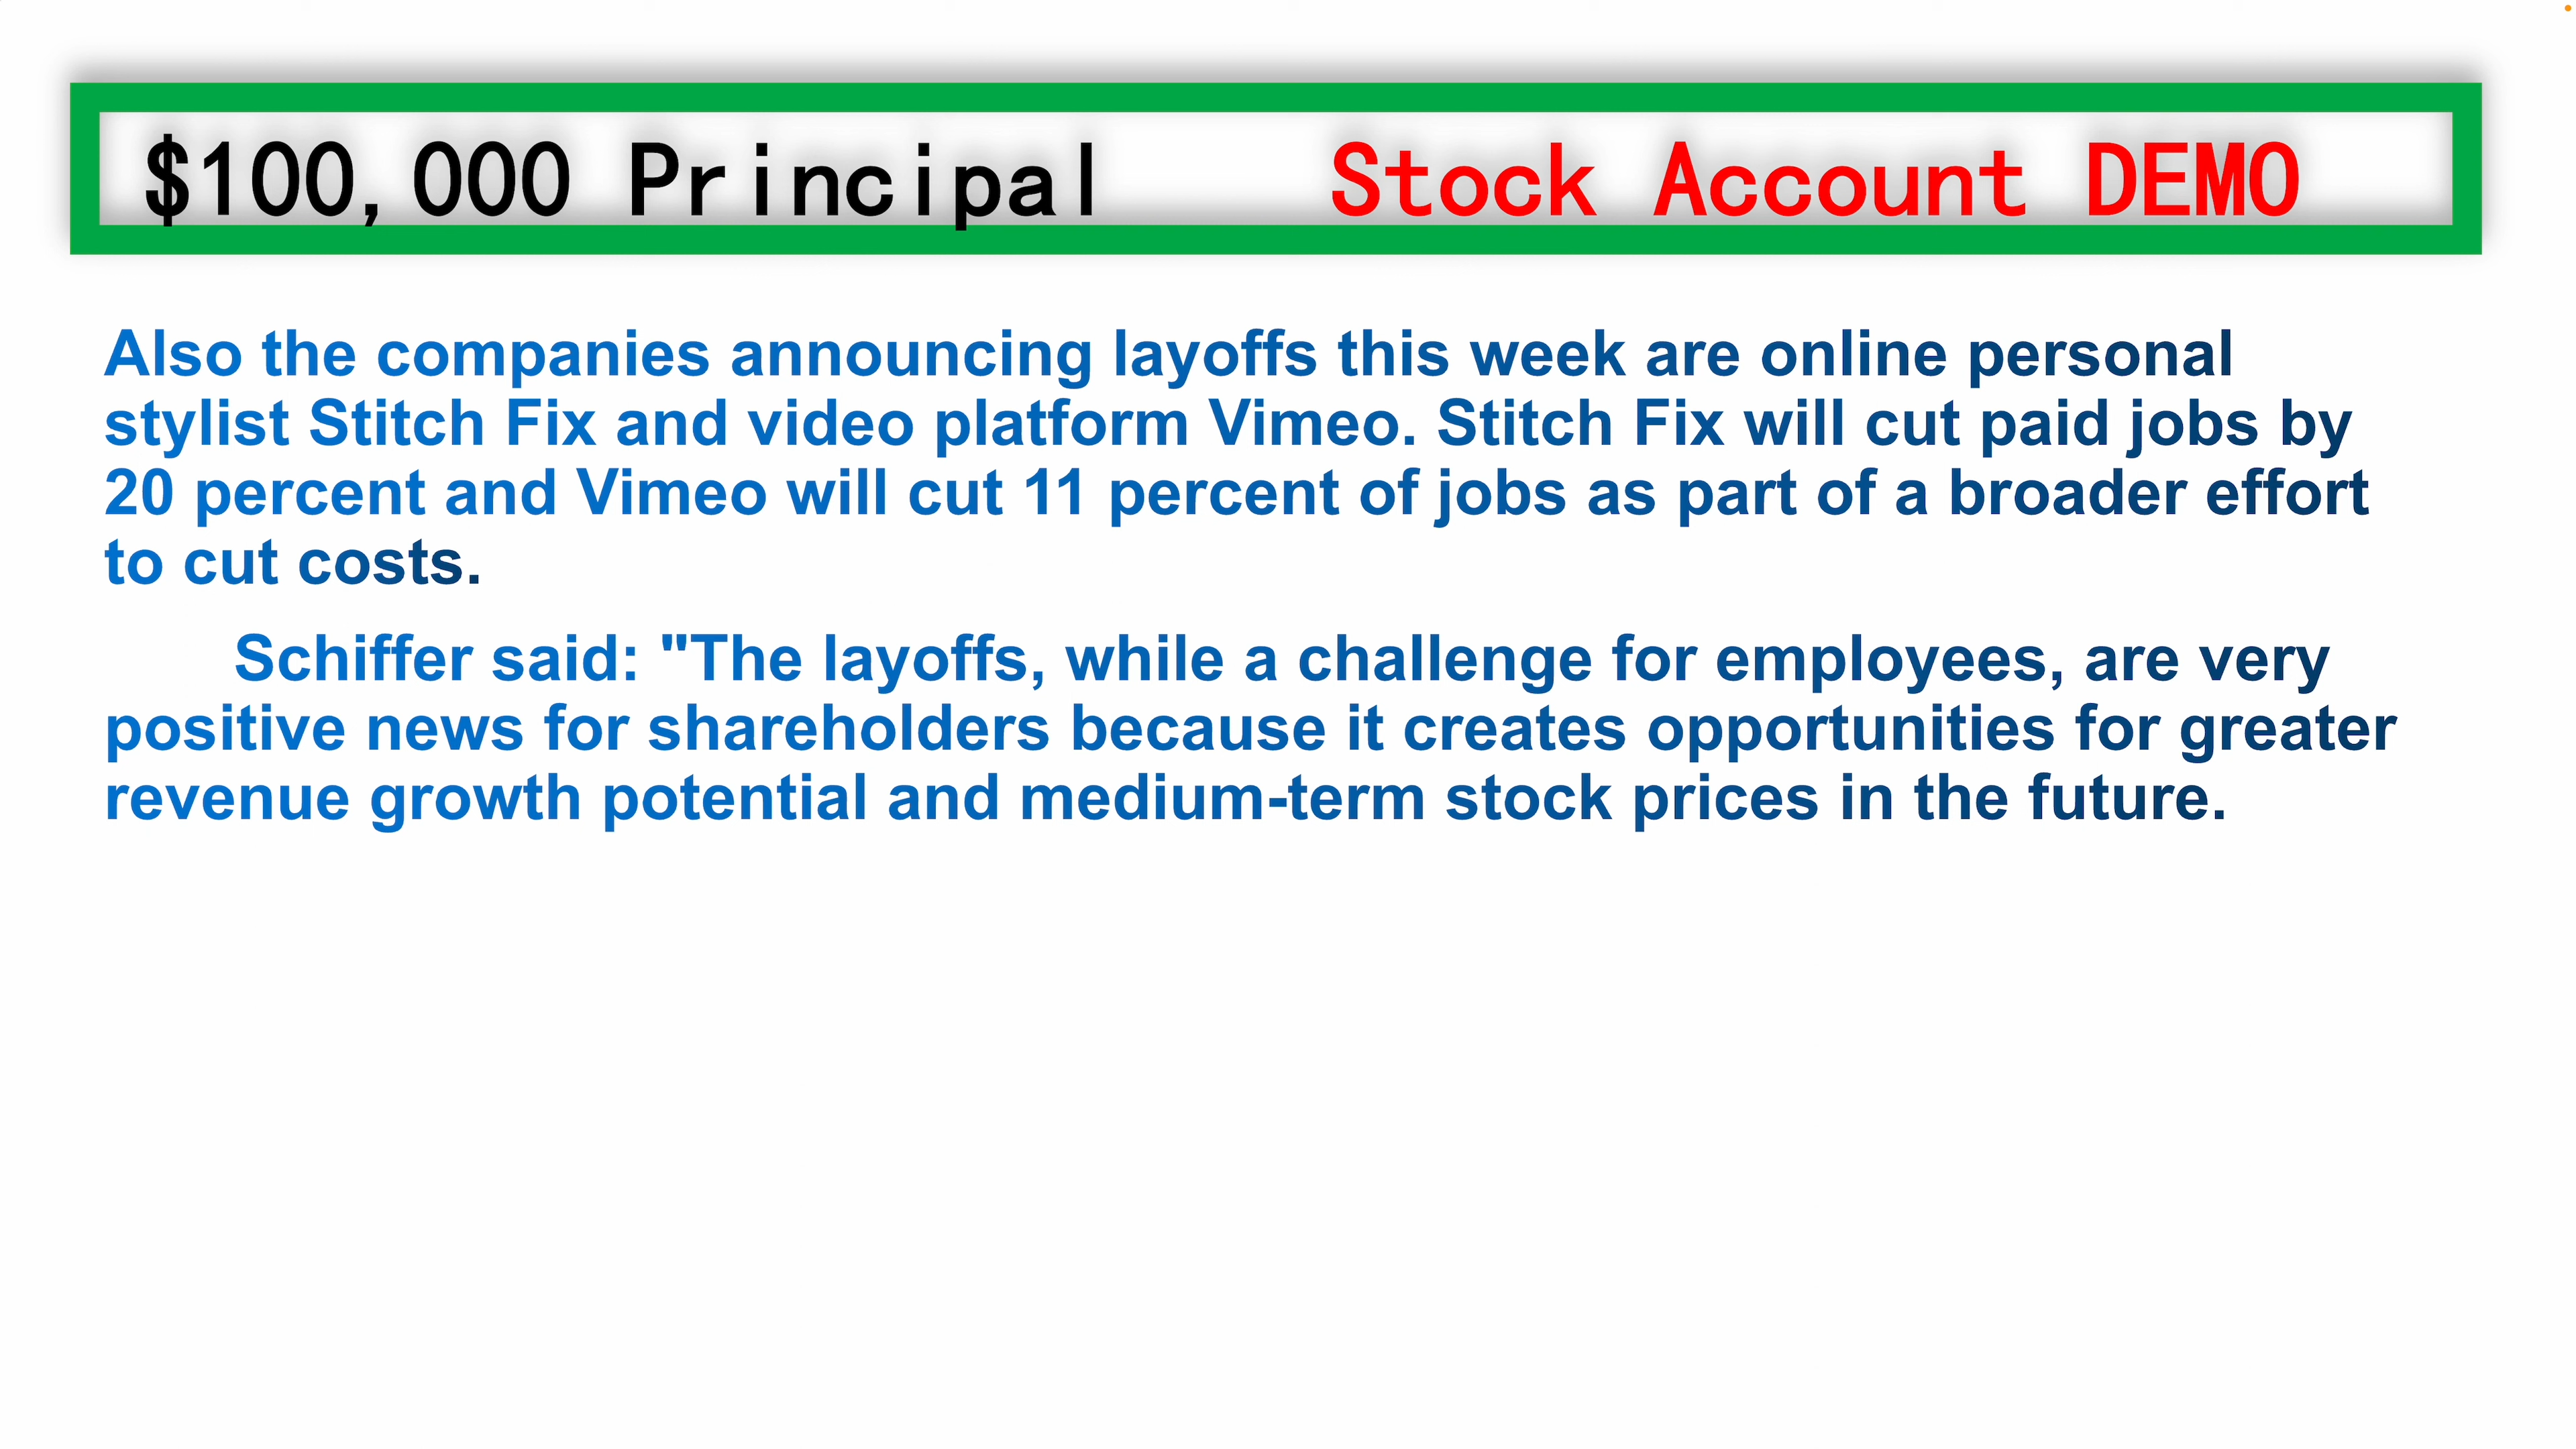 $100,000 Principal Stock Account DEMO
Also the companies announcing layoffs this week are online personal
stylist Stitch Fix and video platform Vimeo. Stitch Fix will cut paid jobs by
20 percent and Vimeo will cut 11 percent of jobs as part of a broader effort
to cut costs.
Schiffer said: "The layoffs, while a challenge for employees, are very
positive news for shareholders because it creates opportunities for greater
revenue growth potential and medium-term stock prices in the future.